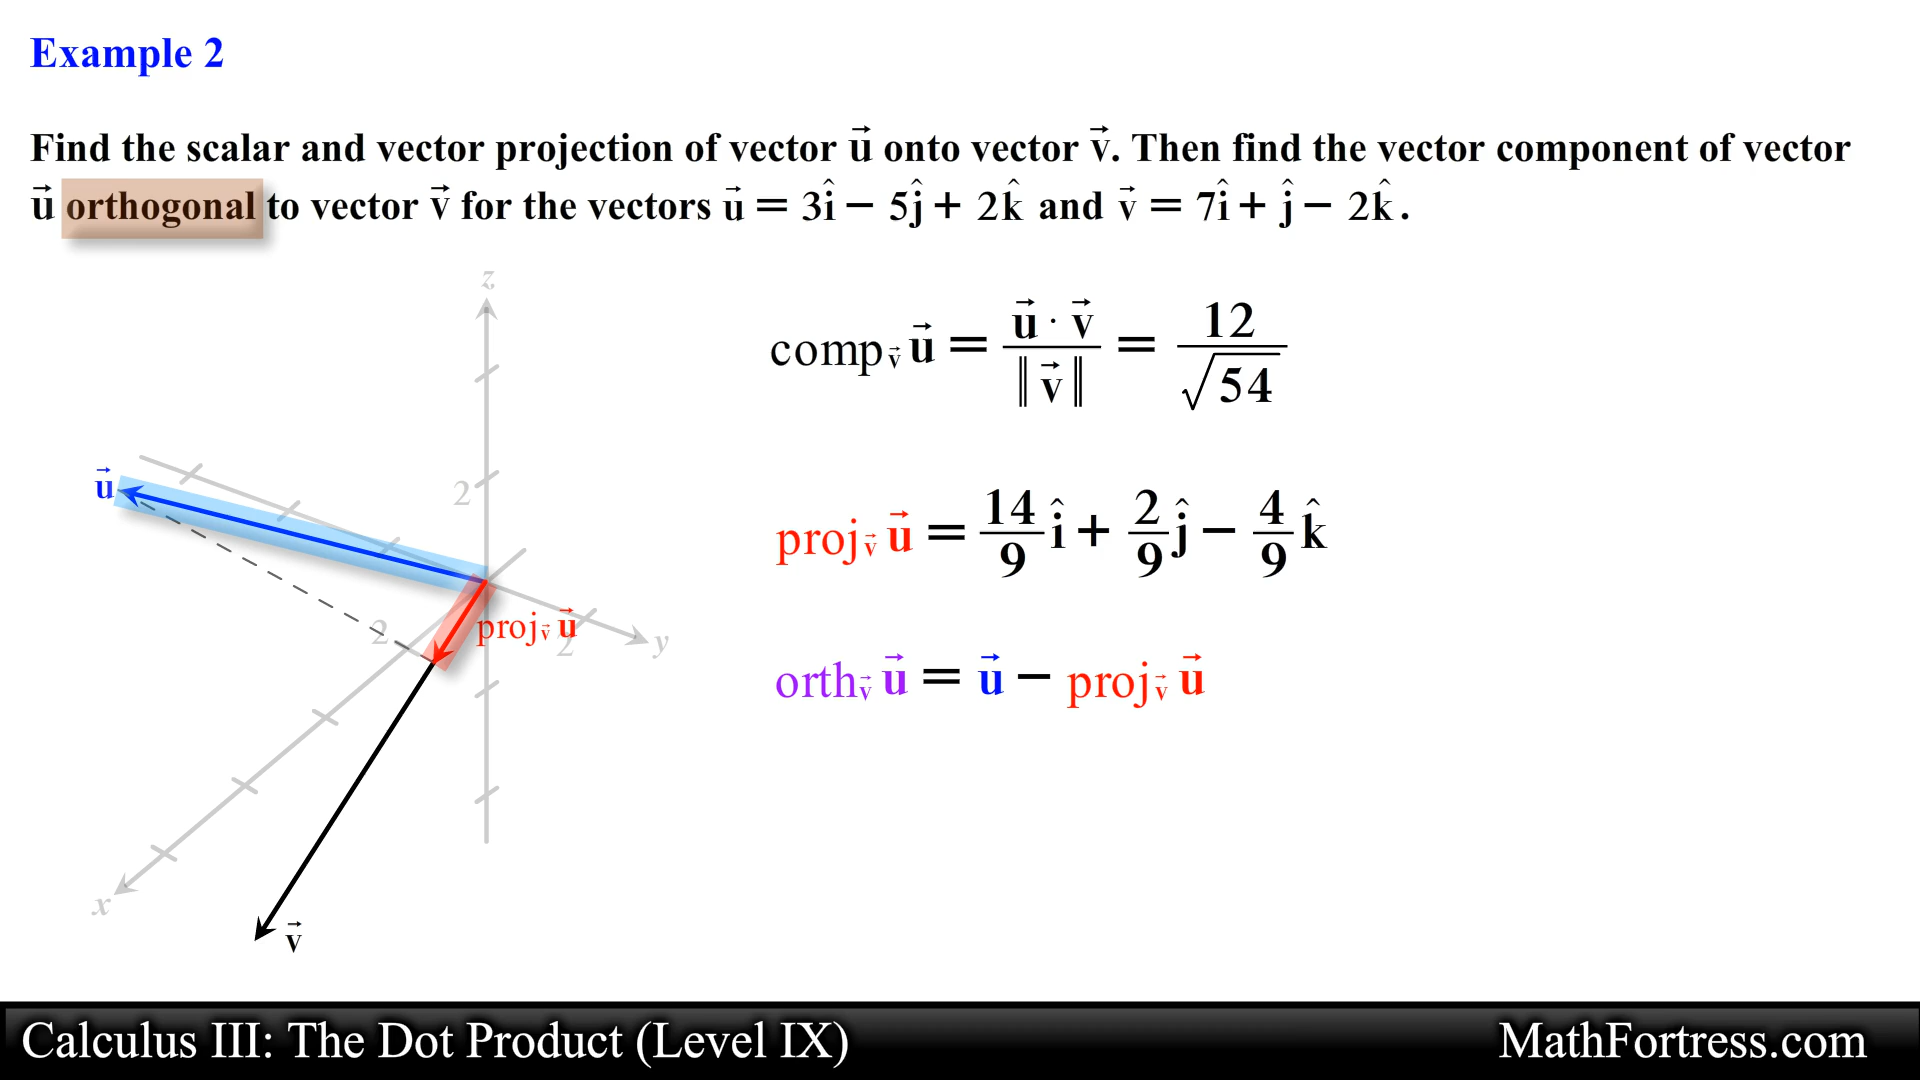 Example 2
Find the scalar and vector projection of vector u⃗ onto vector v⃗. Then find the vector component of vector
u⃗ orthogonal to vector v⃗ for the vectors u⃗ = 3î − 5ĵ + 2k̂ and v⃗ = 7î + ĵ − 2k̂.
z
comp_v⃗ u⃗ = (u⃗ · v⃗)/‖v⃗‖ = 12/√54
u⃗
2
proj_v⃗ u⃗ = 14/9 î + 2/9 ĵ − 4/9 k̂
2
proj_v⃗ u⃗
2
y
orth_v⃗ u⃗ = u⃗ − proj_v⃗ u⃗
x
v⃗
Calculus III: The Dot Product (Level IX)
MathFortress.com